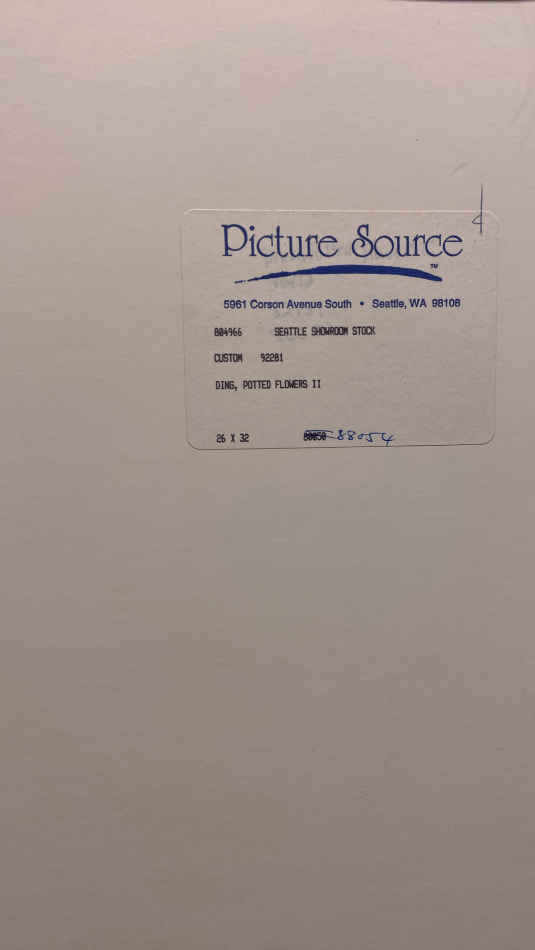 Picture Source
TM
5961 Corson Avenue South • Seattle, WA 98108
804966 SEATTLE SHOWROOM STOCK
CUSTOM 92281
DING, POTTED FLOWERS II
26 X 32 88054